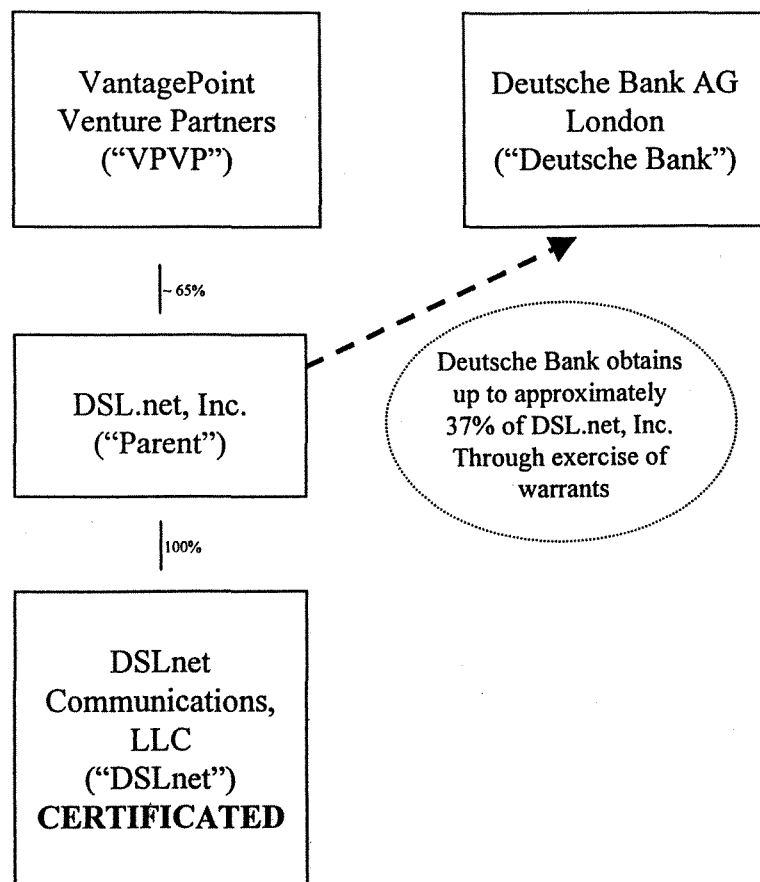 VantagePoint
Venture Partners
(“VPVP”)
Deutsche Bank AG
London
(“Deutsche Bank”)
~ 65%
DSL.net, Inc.
(“Parent”)
Deutsche Bank obtains
up to approximately
37% of DSL.net, Inc.
Through exercise of
warrants
100%
DSLnet
Communications,
LLC
(“DSLnet”)
CERTIFICATED